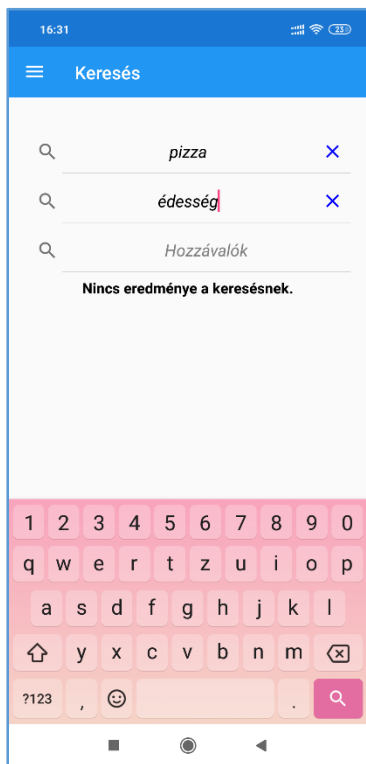 16:31 23
Keresés
pizza
édesség
Hozzávalók
Nincs eredménye a keresésnek.
1 2 3 4 5 6 7 8 9 0
q w e r t z u i o p
a s d f g h j k l
y x c v b n m
?123 , .